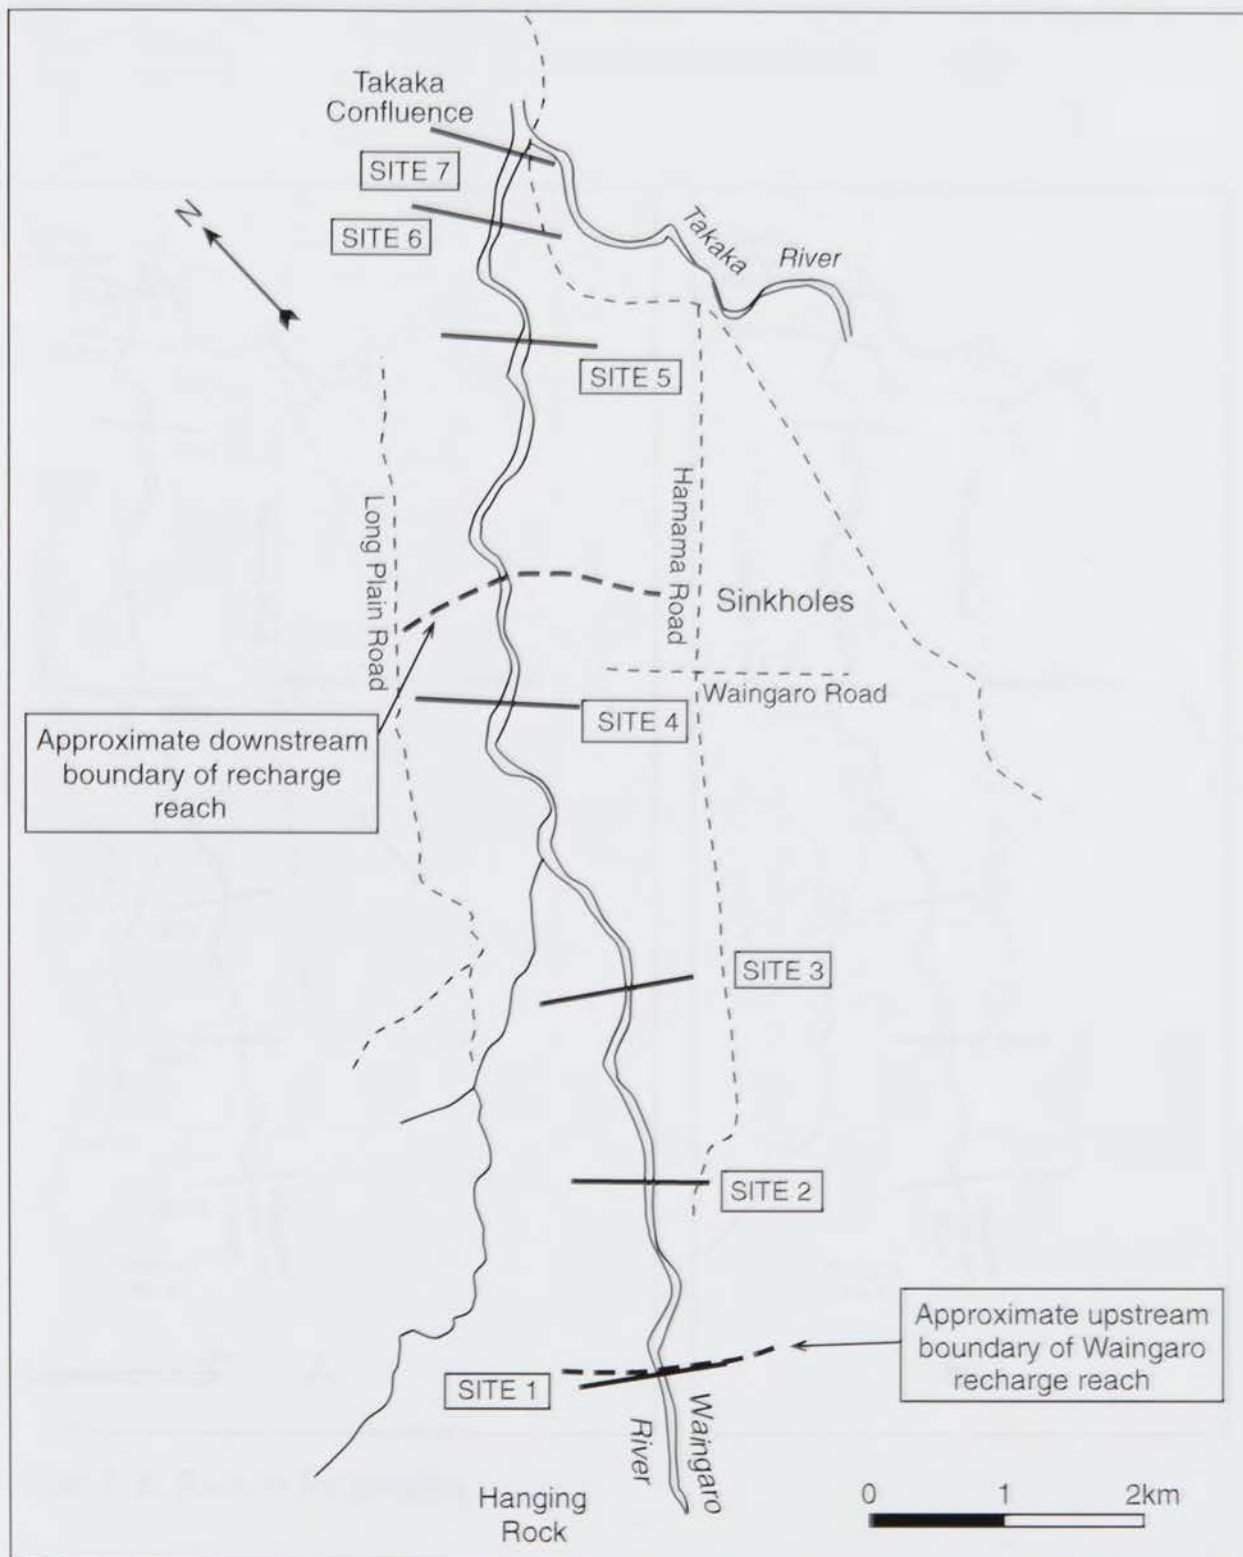 Takaka
Confluence
SITE 7
N
SITE 6
Takaka River
SITE 5
Long Plain Road
Hamama Road
Sinkholes
Waingaro Road
SITE 4
Approximate downstream
boundary of recharge
reach
SITE 3
SITE 2
Approximate upstream
boundary of Waingaro
recharge reach
SITE 1
Waingaro
River
Hanging
Rock
0 1 2km